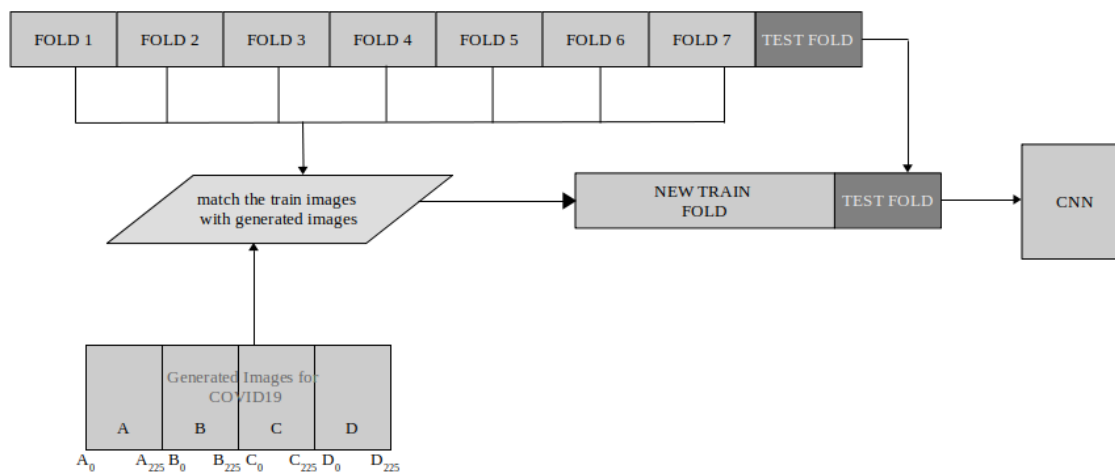 FOLD 1 FOLD 2 FOLD 3 FOLD 4 FOLD 5 FOLD 6 FOLD 7 TEST FOLD
match the train images
with generated images
NEW TRAIN
FOLD
TEST FOLD
CNN
Generated Images for
COVID19
A B C D
A₀ A₂₂₅ B₀ B₂₂₅ C₀ C₂₂₅ D₀ D₂₂₅